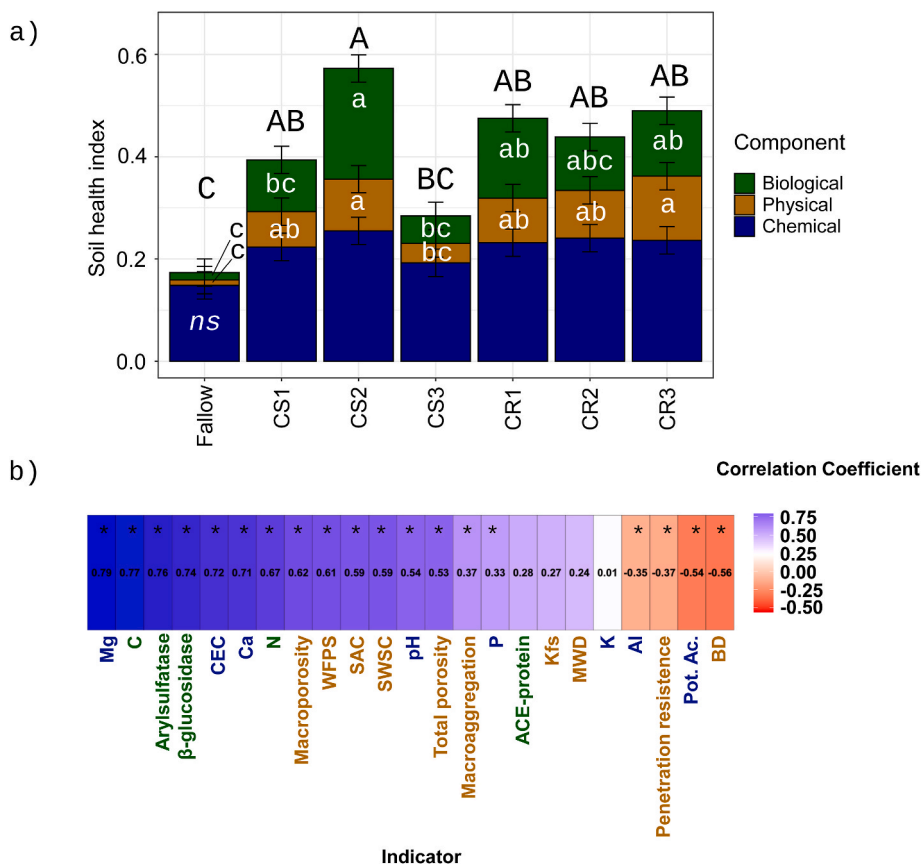 a)
Soil health index
0.6
0.4
0.2
0.0
C
AB
A
BC
AB
AB
AB
c
c
ns
bc
ab
a
a
bc
bc
ab
ab
abc
ab
ab
a
Fallow
CS1
CS2
CS3
CR1
CR2
CR3
Component
Biological
Physical
Chemical
b)
Correlation Coefficient
* * * * * * * * * * * * * * * * * * *
0.79 0.77 0.76 0.74 0.72 0.71 0.67 0.62 0.61 0.59 0.59 0.54 0.53 0.37 0.33 0.28 0.27 0.24 0.01 -0.35 -0.37 -0.54 -0.56
0.75
0.50
0.25
0.00
-0.25
-0.50
Mg
C
Arylsulfatase
β-glucosidase
CEC
Ca
N
Macroporosity
WFPS
SAC
SWSC
pH
Total porosity
Macroaggregation
P
ACE-protein
Kfs
MWD
K
Al
Penetration resistence
Pot. Ac.
BD
Indicator